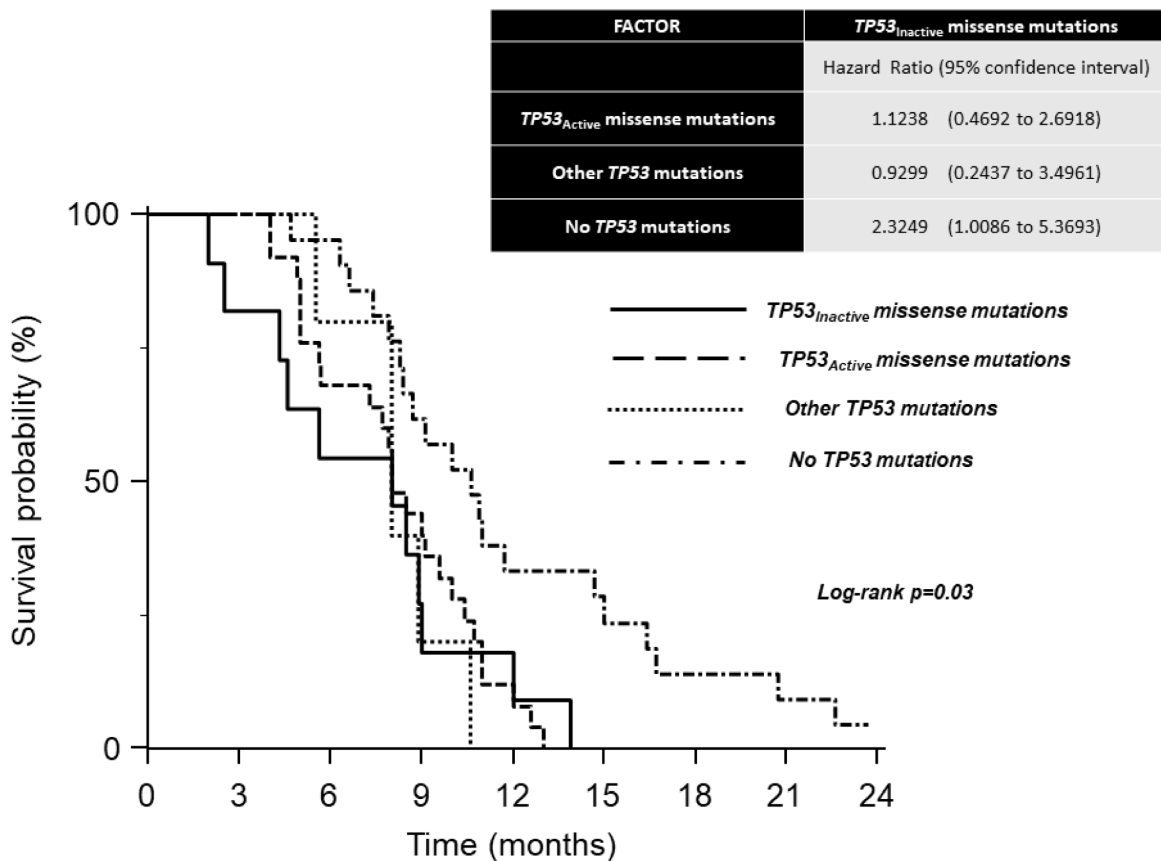 FACTOR TP53Inactive missense mutations
Hazard Ratio (95% confidence interval)
TP53Active missense mutations 1.1238 (0.4692 to 2.6918)
Other TP53 mutations 0.9299 (0.2437 to 3.4961)
No TP53 mutations 2.3249 (1.0086 to 5.3693)
100
50
0
Survival probability (%)
TP53Inactive missense mutations
TP53Active missense mutations
Other TP53 mutations
No TP53 mutations
Log-rank p=0.03
0 3 6 9 12 15 18 21 24
Time (months)